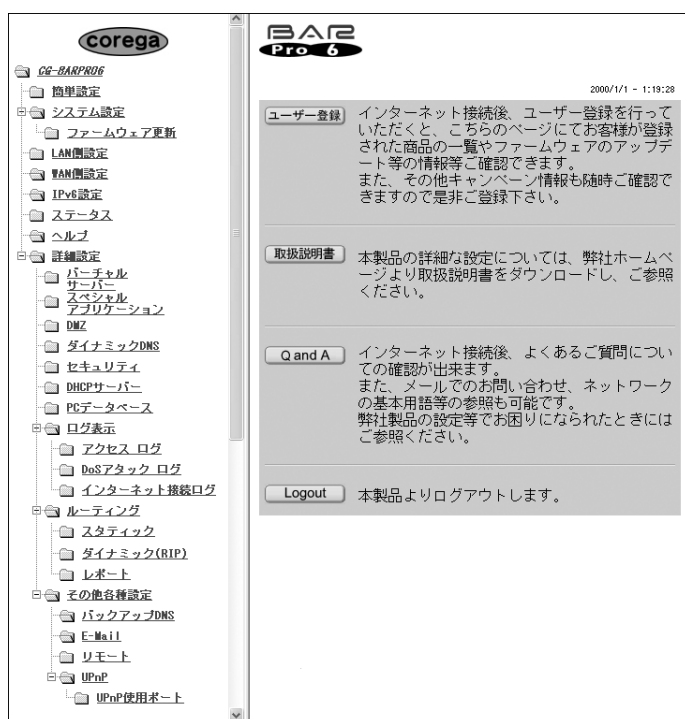 corega
CG-BARPRO6
簡単設定
システム設定
ファームウェア更新
LAN側設定
WAN側設定
IPv6設定
ステータス
ヘルプ
詳細設定
バーチャル
サーバー
スペシャル
アプリケーション
DMZ
ダイナミックDNS
セキュリティ
DHCPサーバー
PCデータベース
ログ表示
アクセス ログ
DoSアタック ログ
インターネット接続ログ
ルーティング
スタティック
ダイナミック(RIP)
レポート
その他各種設定
バックアップDNS
E-Mail
リモート
UPnP
UPnP使用ポート
BAR
Pro 6
2000/1/1 - 1:19:28
ユーザー登録
インターネット接続後、ユーザー登録を行って
いただくと、こちらのページにてお客様が登録
された商品の一覧やファームウェアのアップデ
ート等の情報等ご確認できます。
また、その他キャンペーン情報も随時ご確認で
きますので是非ご登録下さい。
取扱説明書
本製品の詳細な設定については、弊社ホームペ
ージより取扱説明書をダウンロードし、ご参照
ください。
Q and A
インターネット接続後、よくあるご質問につい
ての確認が出来ます。
また、メールでのお問い合わせ、ネットワーク
の基本用語等の参照も可能です。
弊社製品の設定等でお困りになられたときには
ご参照ください。
Logout
本製品よりログアウトします。